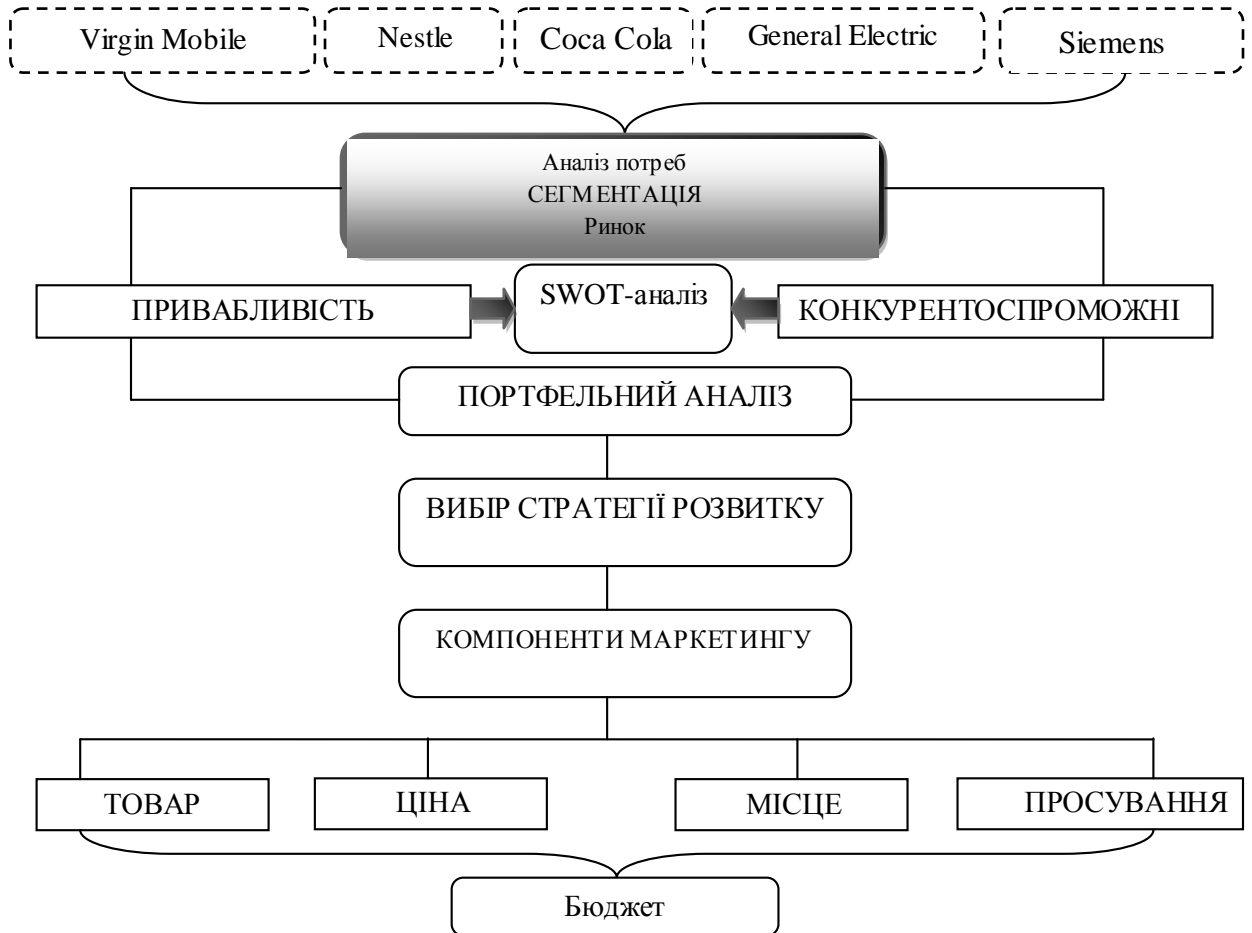 Virgin Mobile
Nestle
Coca Cola
General Electric
Siemens
Аналіз потреб
СЕГМЕНТАЦІЯ
Ринок
ПРИВАБЛИВІСТЬ
SWOT-аналіз
КОНКУРЕНТОСПРОМОЖНІ
ПОРТФЕЛЬНИЙ АНАЛІЗ
ВИБІР СТРАТЕГІЇ РОЗВИТКУ
КОМПОНЕНТИ МАРКЕТИНГУ
ТОВАР
ЦІНА
МІСЦЕ
ПРОСУВАННЯ
Бюджет